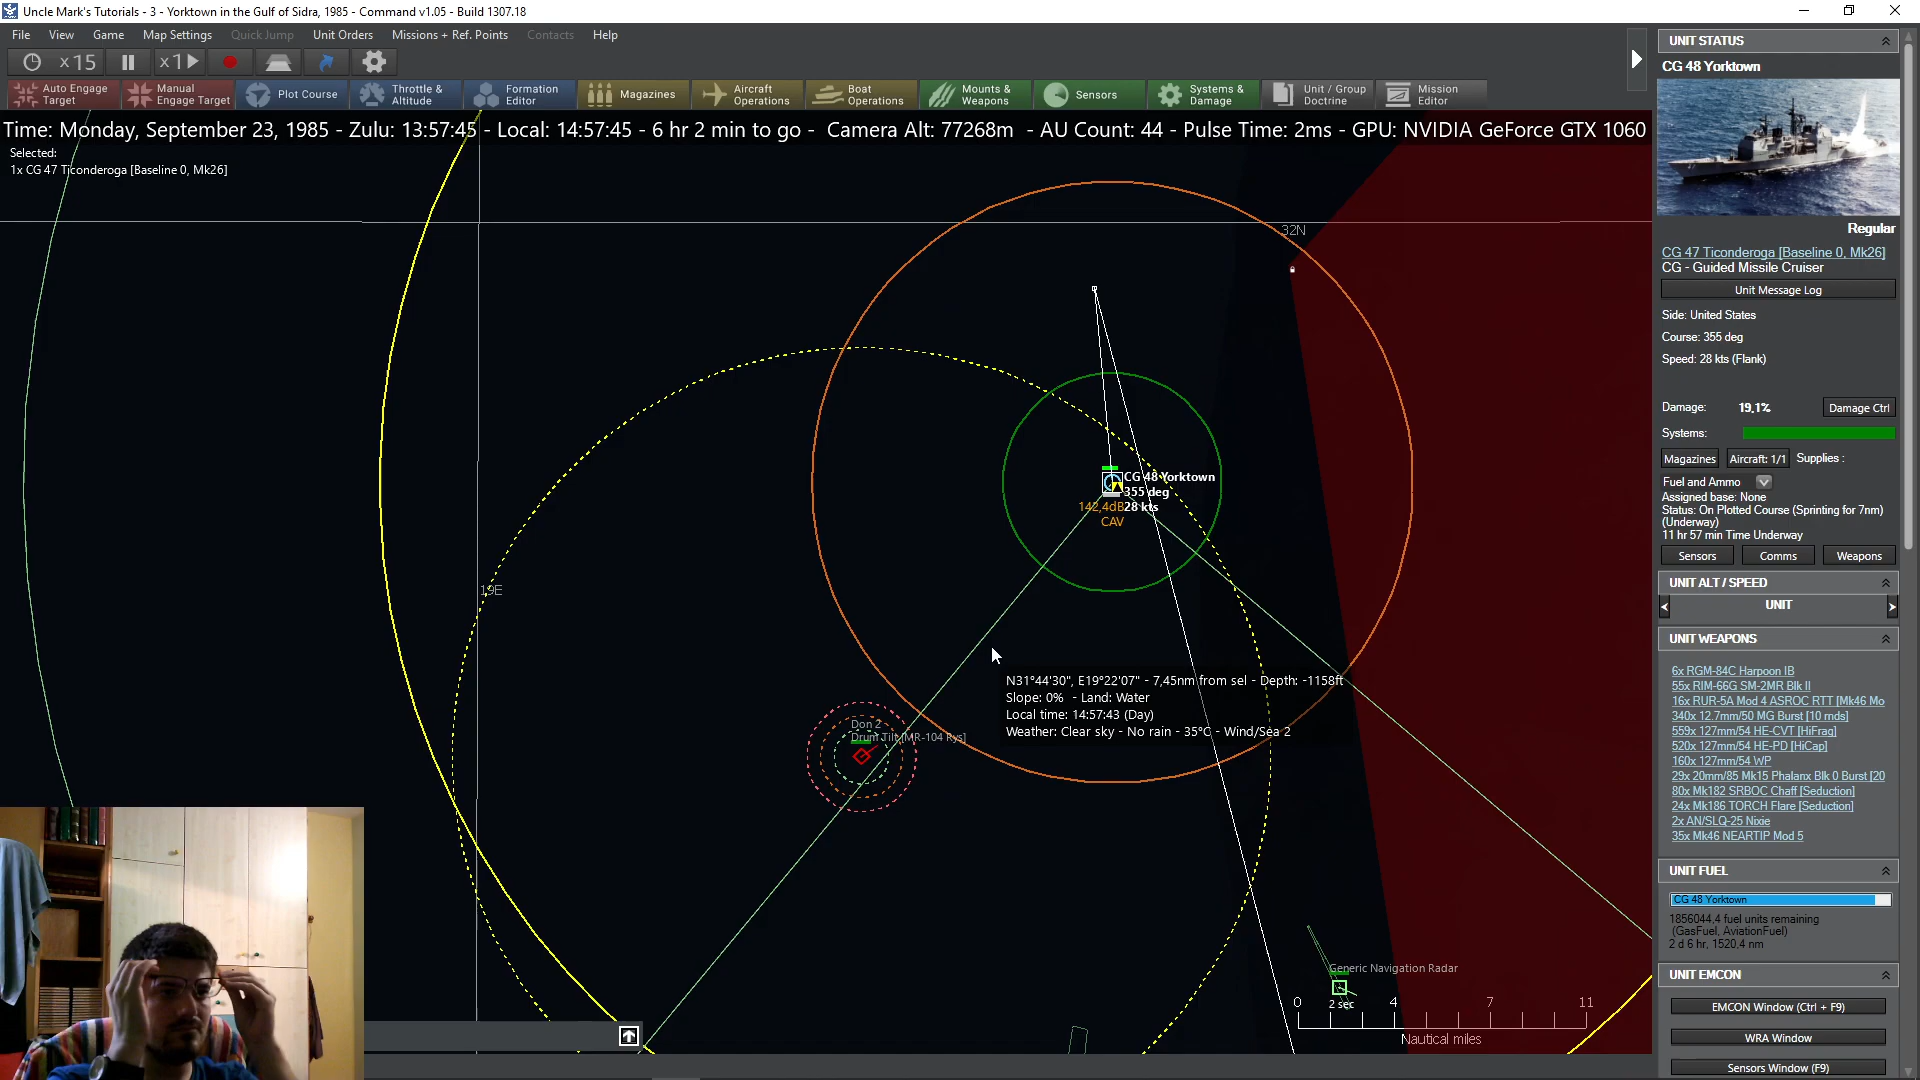 Uncle Mark's Tutorials - 3 - Yorktown in the Gulf of Sidra, 1985 - Command v1.05 - Build 1307.18
File View Game Map Settings Quick Jump Unit Orders Missions + Ref. Points Contacts Help
x 15 x 1
Auto Engage Target
Manual Engage Target
Plot Course
Throttle & Altitude
Formation Editor
Magazines
Aircraft Operations
Boat Operations
Mounts & Weapons
Sensors
Systems & Damage
Unit / Group Doctrine
Mission Editor
Time: Monday, September 23, 1985 - Zulu: 13:57:45 - Local: 14:57:45 - 6 hr 2 min to go - Camera Alt: 77268m - AU Count: 44 - Pulse Time: 2ms - GPU: NVIDIA GeForce GTX 1060
Selected:
1x CG 47 Ticonderoga [Baseline 0, Mk26]
32N
CG 48 Yorktown
355 deg
142,4dB 28 kts
CAV
19E
N31°44'30", E19°22'07" - 7,45nm from sel - Depth: -1158ft
Slope: 0% - Land: Water
Local time: 14:57:43 (Day)
Weather: Clear sky - No rain - 35°C - Wind/Sea 2
Don 2
Drum Tilt [MR-104 Rys]
Generic Navigation Radar
2 sec
0 4 7 11
Nautical miles
UNIT STATUS
CG 48 Yorktown
Regular
CG 47 Ticonderoga [Baseline 0, Mk26]
CG - Guided Missile Cruiser
Unit Message Log
Side: United States
Course: 355 deg
Speed: 28 kts (Flank)
Damage: 19,1% Damage Ctrl
Systems:
Magazines Aircraft: 1/1 Supplies :
Fuel and Ammo
Assigned base: None
Status: On Plotted Course (Sprinting for 7nm)
(Underway)
11 hr 57 min Time Underway
Sensors Comms Weapons
UNIT ALT / SPEED
< UNIT >
UNIT WEAPONS
6x RGM-84C Harpoon IB
55x RIM-66G SM-2MR Blk II
16x RUR-5A Mod 4 ASROC RTT [Mk46 Mo
340x 12.7mm/50 MG Burst [10 rnds]
559x 127mm/54 HE-CVT [HiFrag]
520x 127mm/54 HE-PD [HiCap]
160x 127mm/54 WP
29x 20mm/85 Mk15 Phalanx Blk 0 Burst [20
80x Mk182 SRBOC Chaff [Seduction]
24x Mk186 TORCH Flare [Seduction]
2x AN/SLQ-25 Nixie
35x Mk46 NEARTIP Mod 5
UNIT FUEL
CG 48 Yorktown
1856044,4 fuel units remaining
(GasFuel, AviationFuel)
2 d 6 hr, 1520,4 nm
UNIT EMCON
EMCON Window (Ctrl + F9)
WRA Window
Sensors Window (F9)